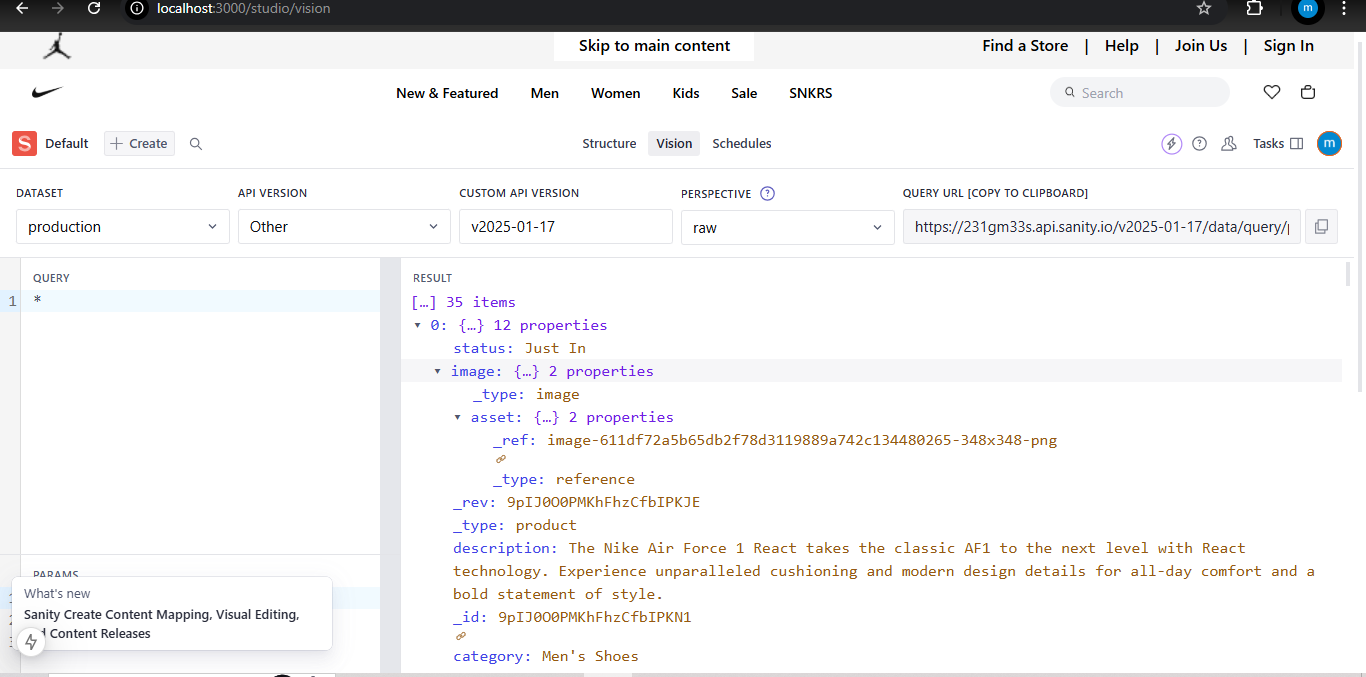 localhost:3000/studio/vision
m
Skip to main content
Find a Store | Help | Join Us | Sign In
New & Featured Men Women Kids Sale SNKRS
Search
S Default + Create
Structure Vision Schedules
Tasks
m
DATASET API VERSION CUSTOM API VERSION PERSPECTIVE ? QUERY URL [COPY TO CLIPBOARD]
production Other v2025-01-17 raw https://231gm33s.api.sanity.io/v2025-01-17/data/query/
QUERY
1 *
RESULT
[…] 35 items
0: {…} 12 properties
status: Just In
image: {…} 2 properties
_type: image
asset: {…} 2 properties
_ref: image-611df72a5b65db2f78d3119889a742c134480265-348x348-png
_type: reference
_rev: 9pIJ0O0PMKhFhzCfbIPKJE
_type: product
description: The Nike Air Force 1 React takes the classic AF1 to the next level with React
technology. Experience unparalleled cushioning and modern design details for all-day comfort and a
bold statement of style.
_id: 9pIJ0O0PMKhFhzCfbIPKN1
category: Men's Shoes
PARAMS
What's new
Sanity Create Content Mapping, Visual Editing,
Content Releases